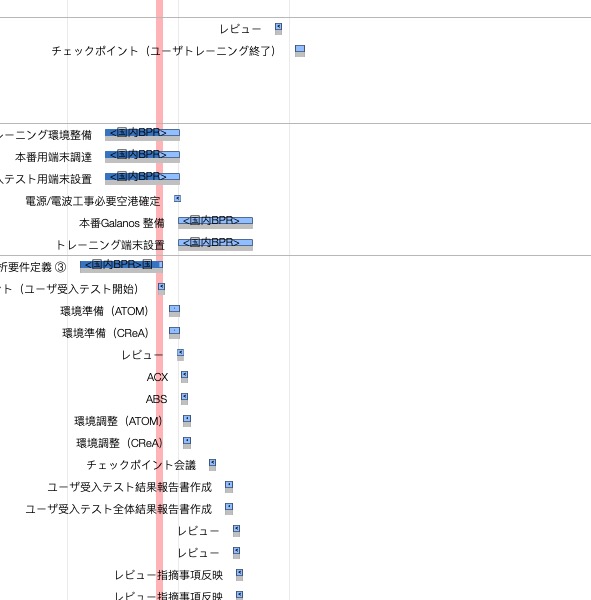 レビュー
チェックポイント（ユーザトレーニング終了）
ーニング環境整備 <国内BPR>
本番用端末調達 <国内BPR>
テスト用端末設置 <国内BPR>
電源/電波工事必要空港確定
本番Galanos 整備 <国内BPR>
トレーニング端末設置 <国内BPR>
析要件定義 ③ <国内BPR>国
ト（ユーザ受入テスト開始）
環境準備（ATOM）
環境準備（CReA）
レビュー
ACX
ABS
環境調整（ATOM）
環境調整（CReA）
チェックポイント会議
ユーザ受入テスト結果報告書作成
ユーザ受入テスト全体結果報告書作成
レビュー
レビュー
レビュー指摘事項反映
レビュー指摘事項反映